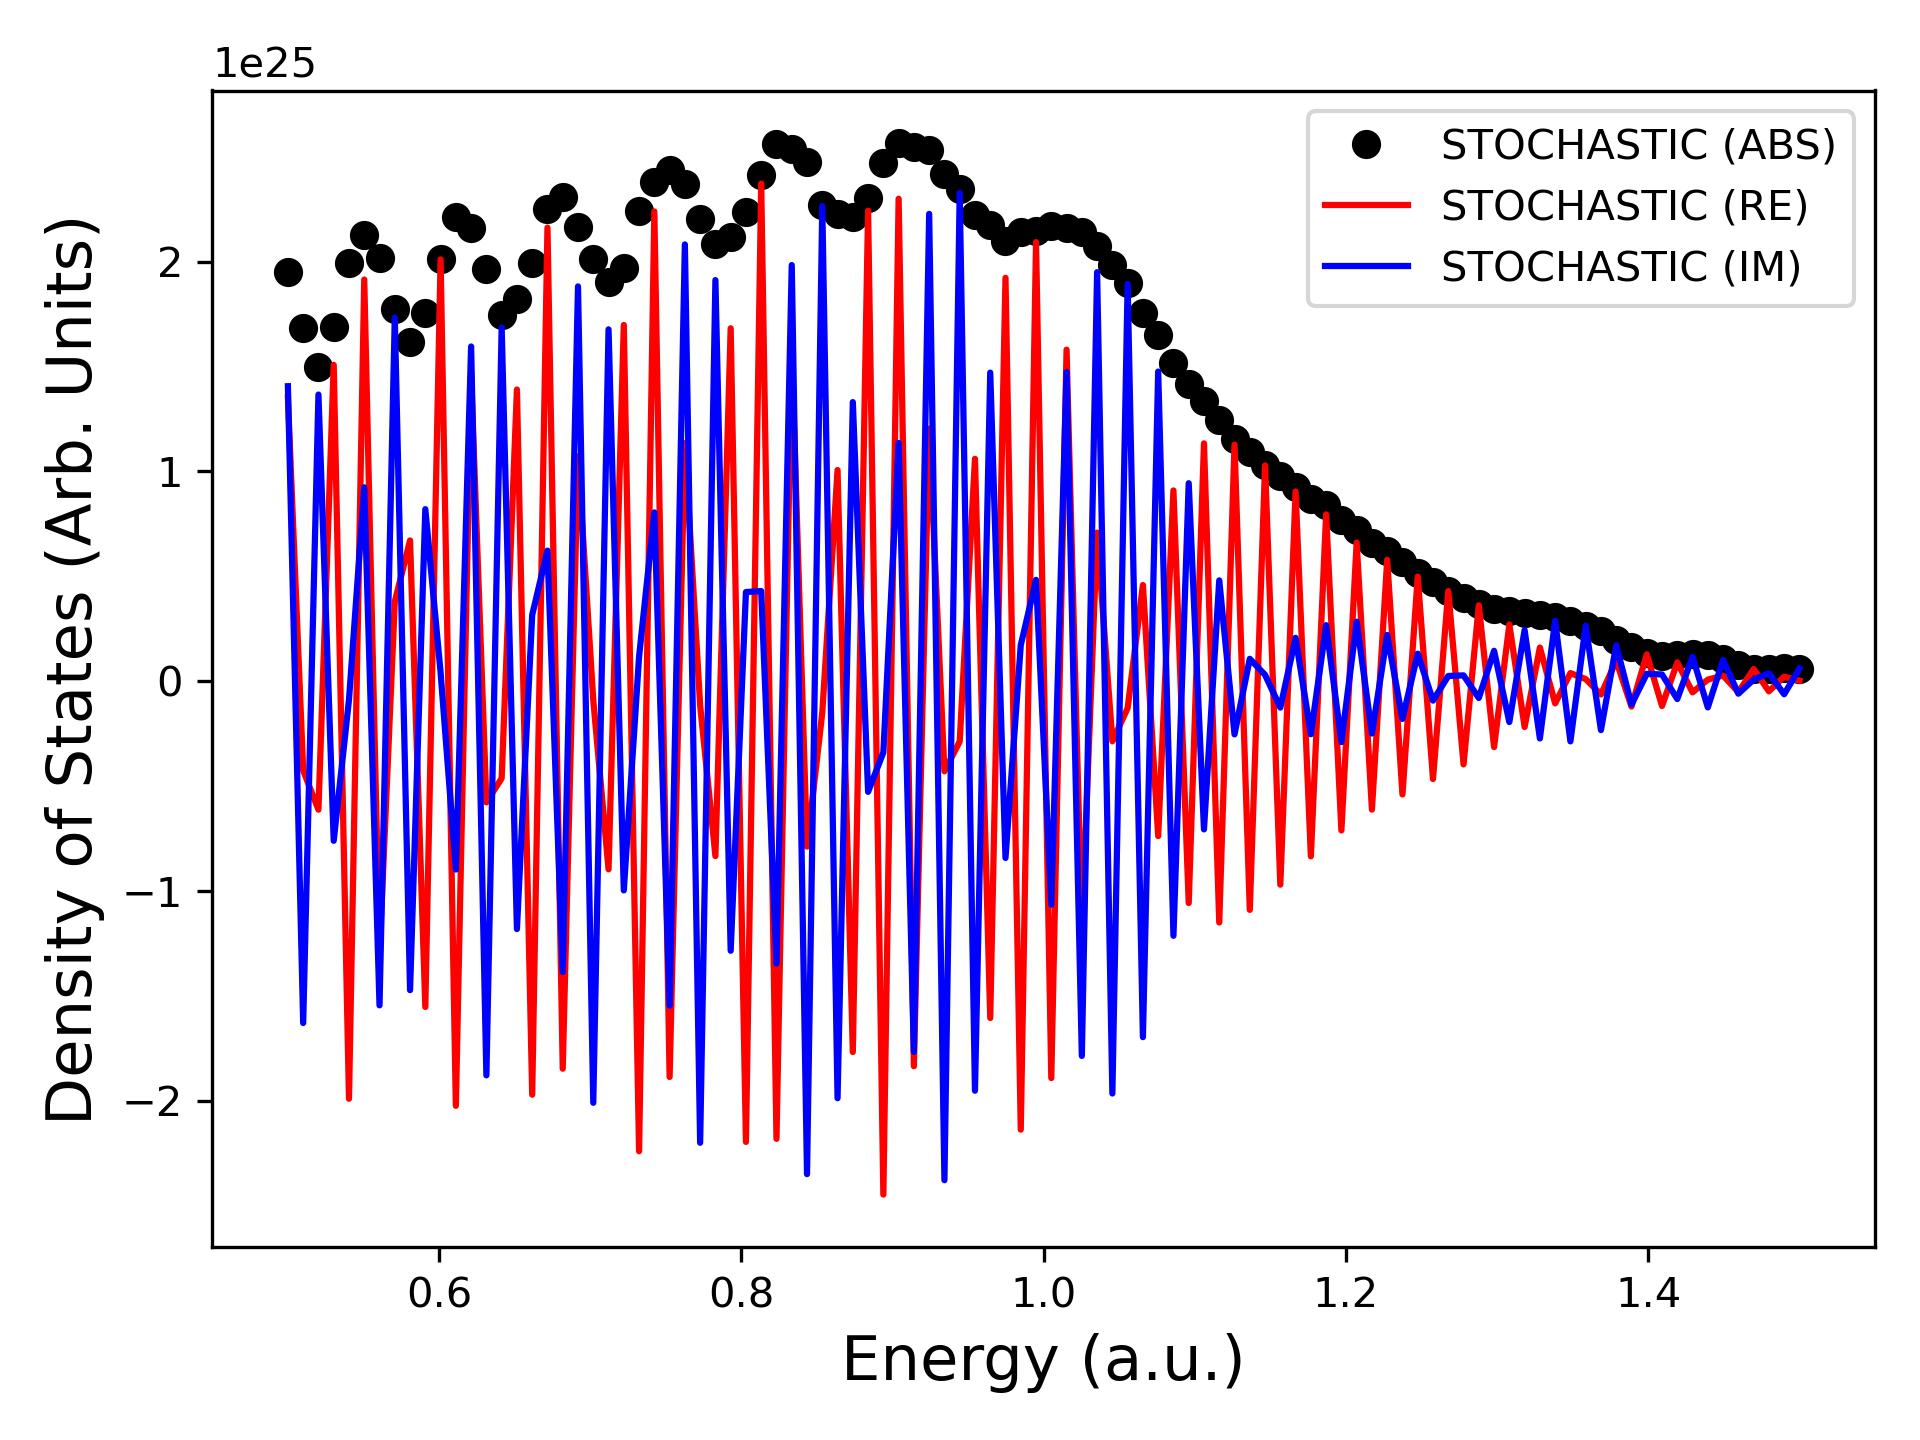 1e25
STOCHASTIC (ABS)
STOCHASTIC (RE)
STOCHASTIC (IM)
Density of States (Arb. Units)
2
1
0
−1
−2
0.6 0.8 1.0 1.2 1.4
Energy (a.u.)